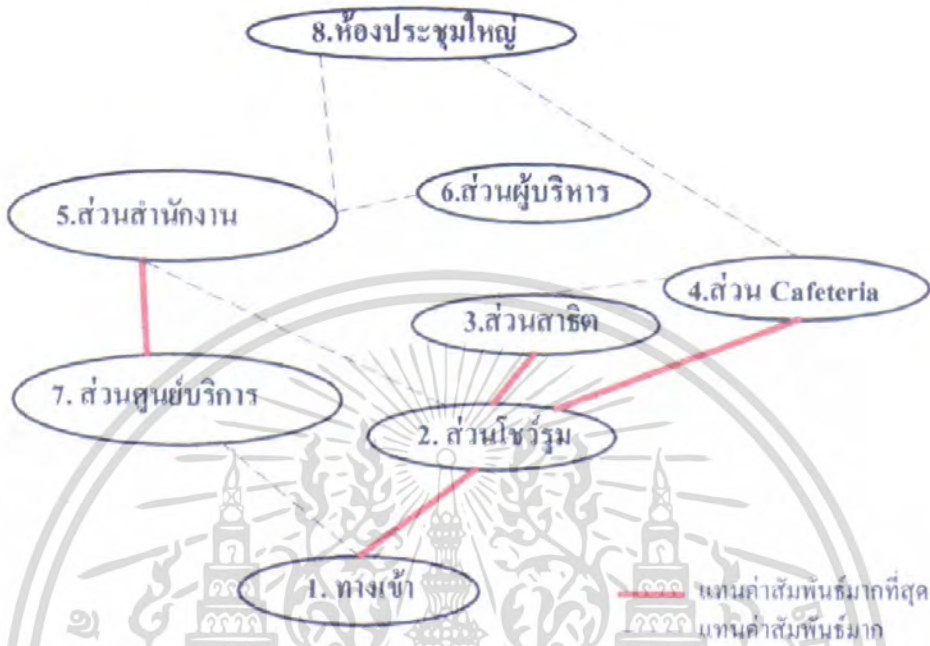 8.ห้องประชุมใหญ่
6.ส่วนผู้บริหาร
5.ส่วนสำนักงาน
4.ส่วน Cafeteria
3.ส่วนสาธิต
7. ส่วนศูนย์บริการ
2. ส่วนโชว์รูม
1. ทางเข้า
แทนค่าสัมพันธ์มากที่สุด
แทนค่าสัมพันธ์มาก